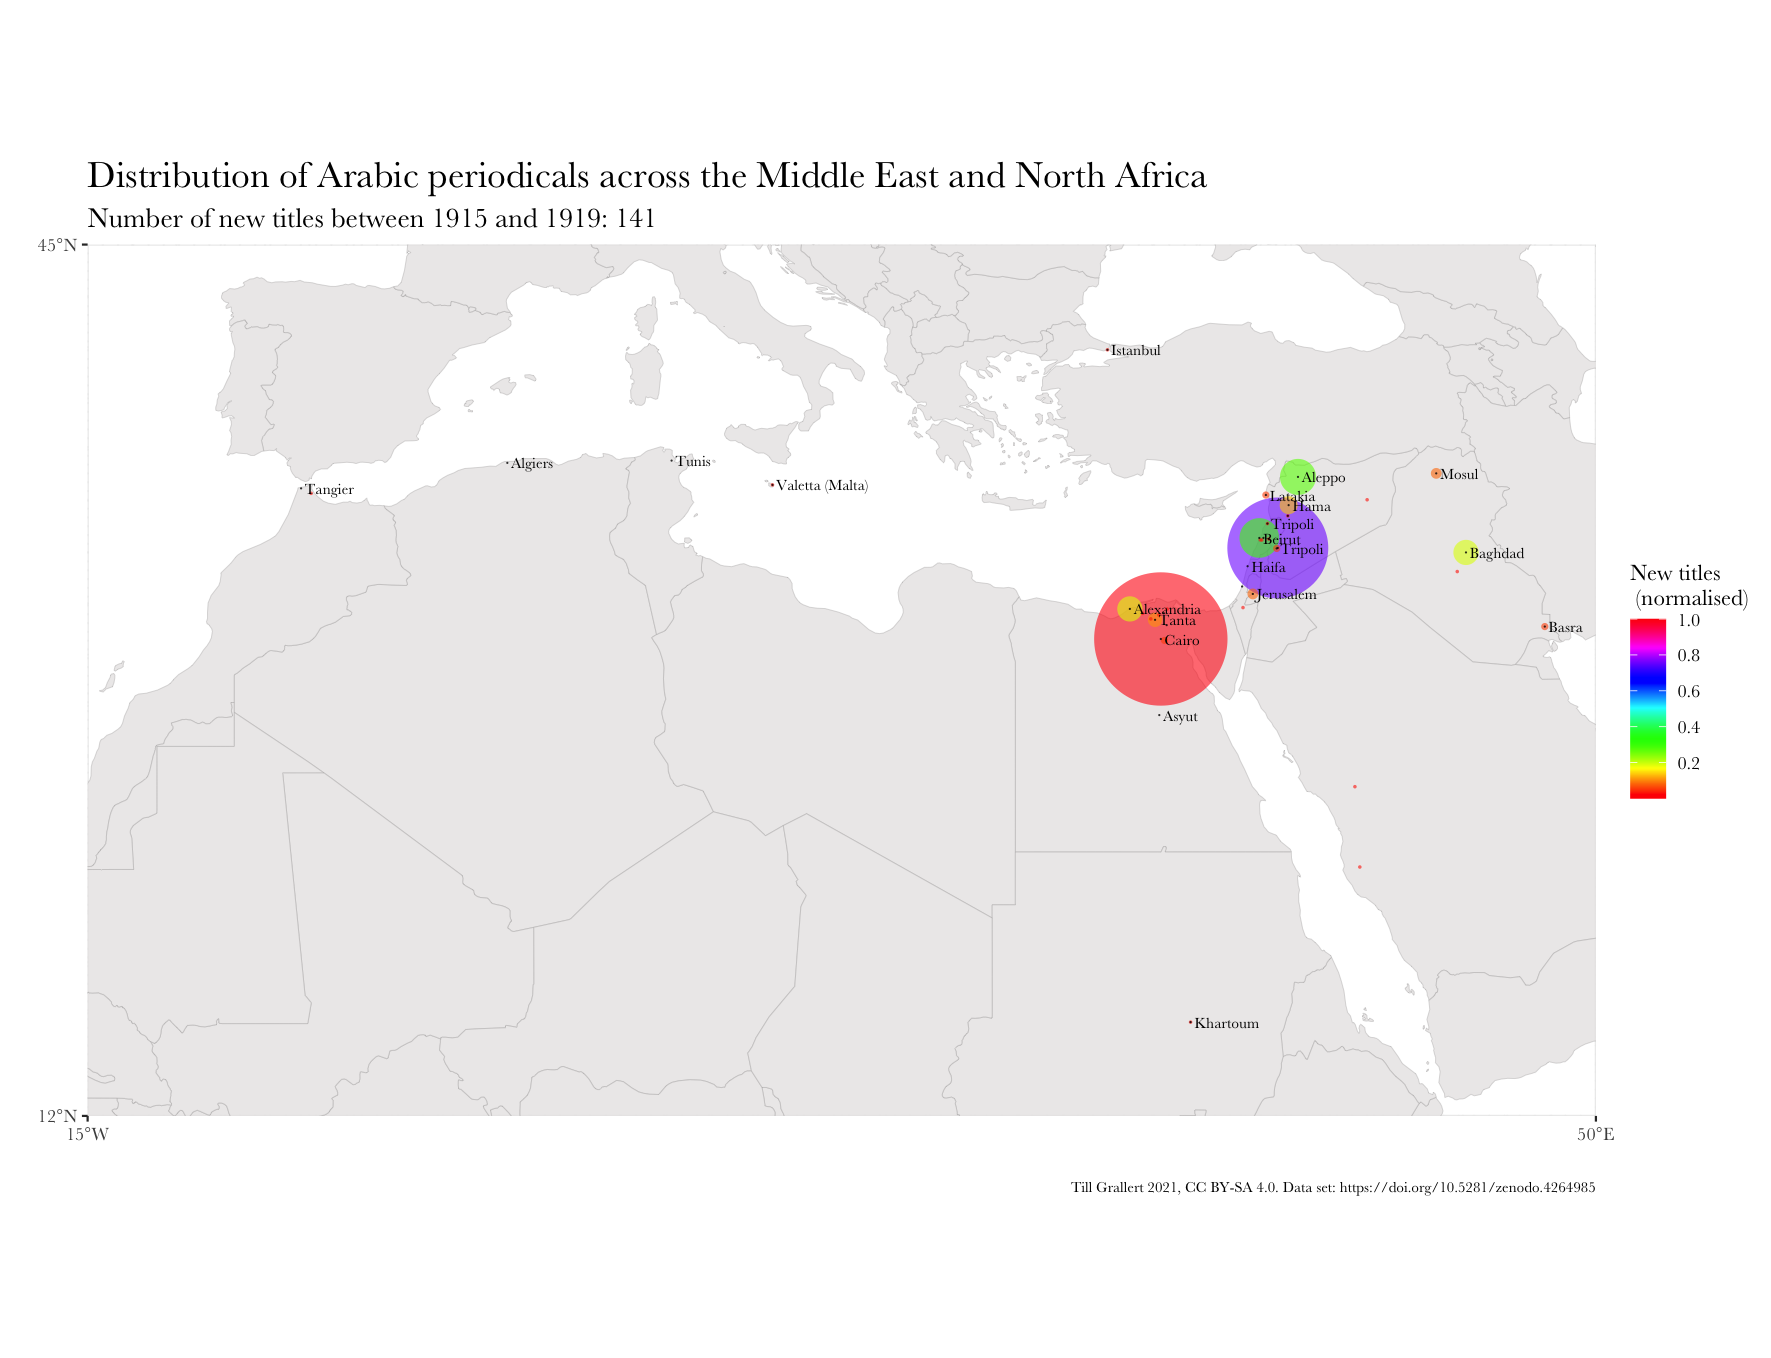 Distribution of Arabic periodicals across the Middle East and North Africa
Number of new titles between 1915 and 1919: 141
45°N
Istanbul
Algiers
Tunis
Tangier
Valetta (Malta)
Aleppo
Mosul
Latakia
Hama
Tripoli
Beirut
Tripoli
Baghdad
Haifa
Jerusalem
Alexandria
Tanta
Cairo
Basra
Asyut
Khartoum
New titles
(normalised)
1.0
0.8
0.6
0.4
0.2
12°N
15°W
50°E
Till Grallert 2021, CC BY-SA 4.0. Data set: https://doi.org/10.5281/zenodo.4264985